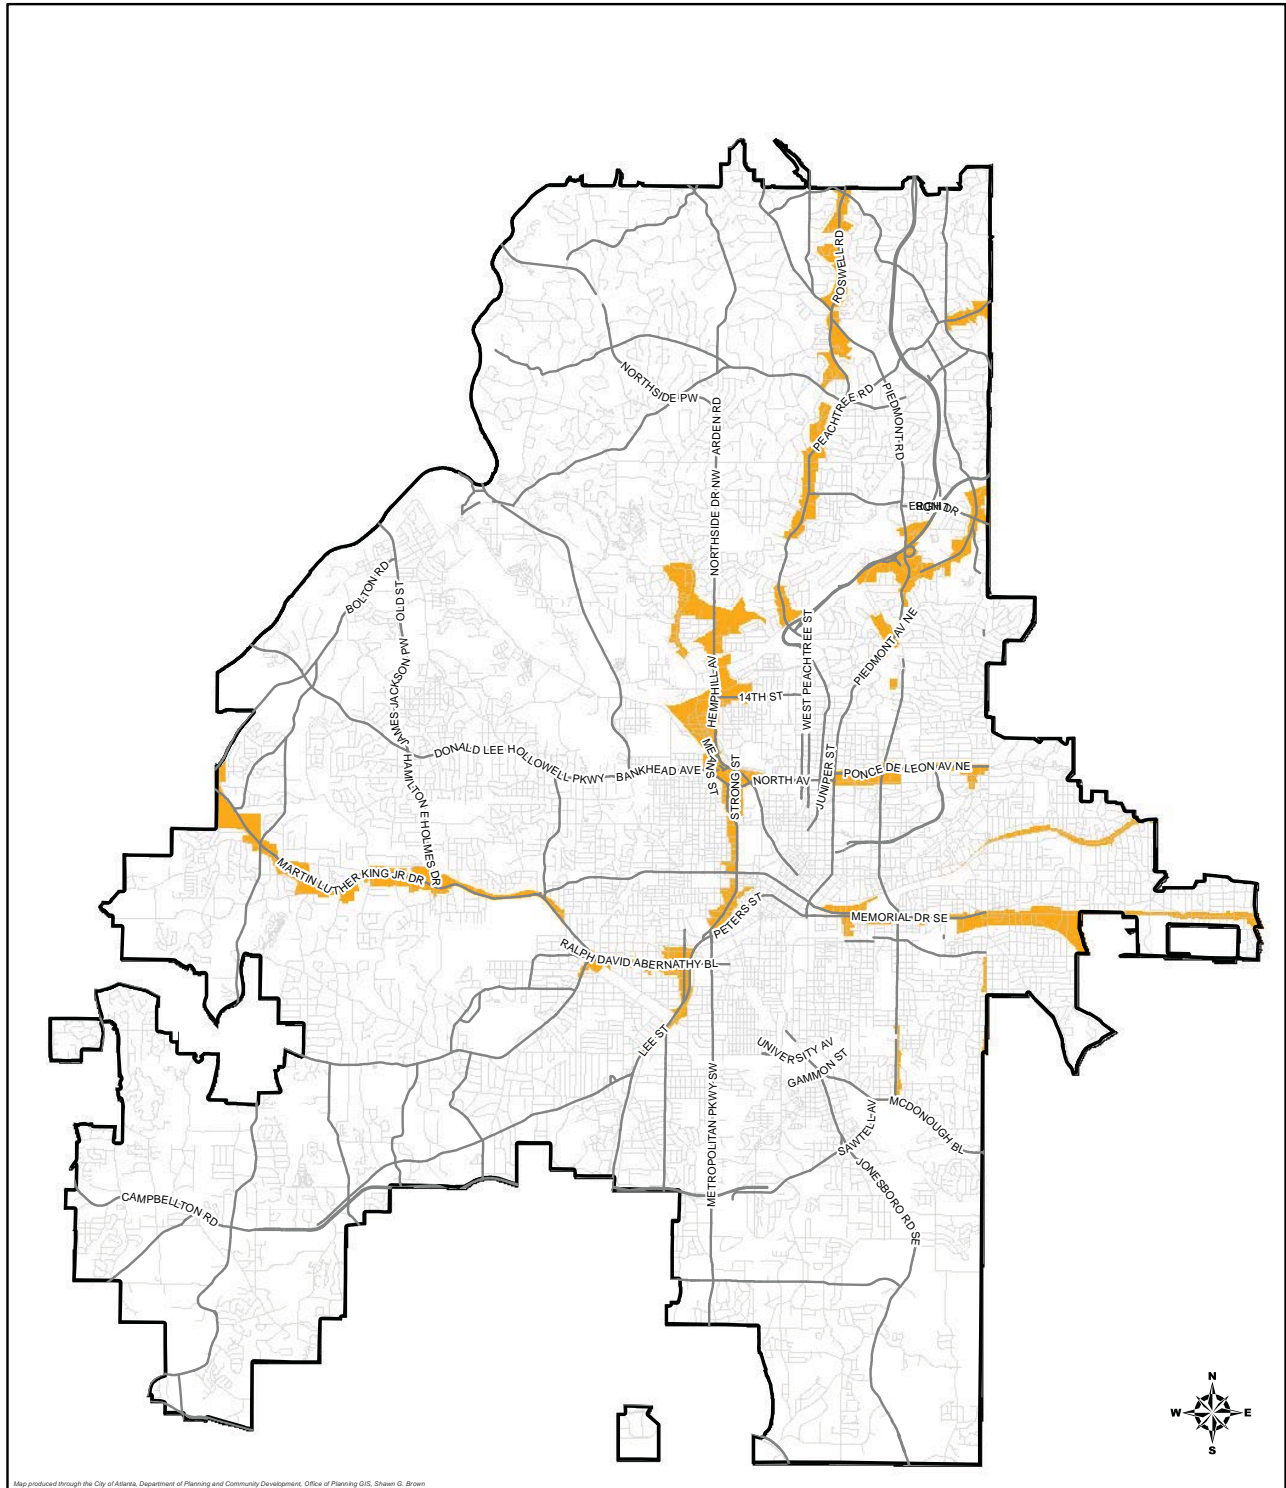 ROSWELL RD
NORTHSIDE PW
ARDEN RD
PEACHTREE RD
PIEDMONT RD
NORTHSIDE DR NW
DR
BOLTON RD
OLD ST
JAMES JACKSON PW
HEMPHILL AV
WEST PEACHTREE ST
PIEDMONT AV NE
14TH ST
DONALD LEE HOLLOWELL PKWY
BANKHEAD AVE
MEANS ST
STRONG ST
NORTH AV
JUNIPER ST
PONCE DE LEON AV NE
HAMILTON E HOLMES DR
MARTIN LUTHER KING JR DR
PETERS ST
MEMORIAL DR SE
RALPH DAVID ABERNATHY BL
LEE ST
UNIVERSITY AV
GAMMON ST
METROPOLITAN PKWY SW
SAWTELL AV
MCDONOUGH BL
JONESBORO RD SE
CAMPBELLTON RD
N
W E
S
Map produced through the City of Atlanta, Department of Planning and Community Development, Office of Planning GIS, Shawn G. Brown